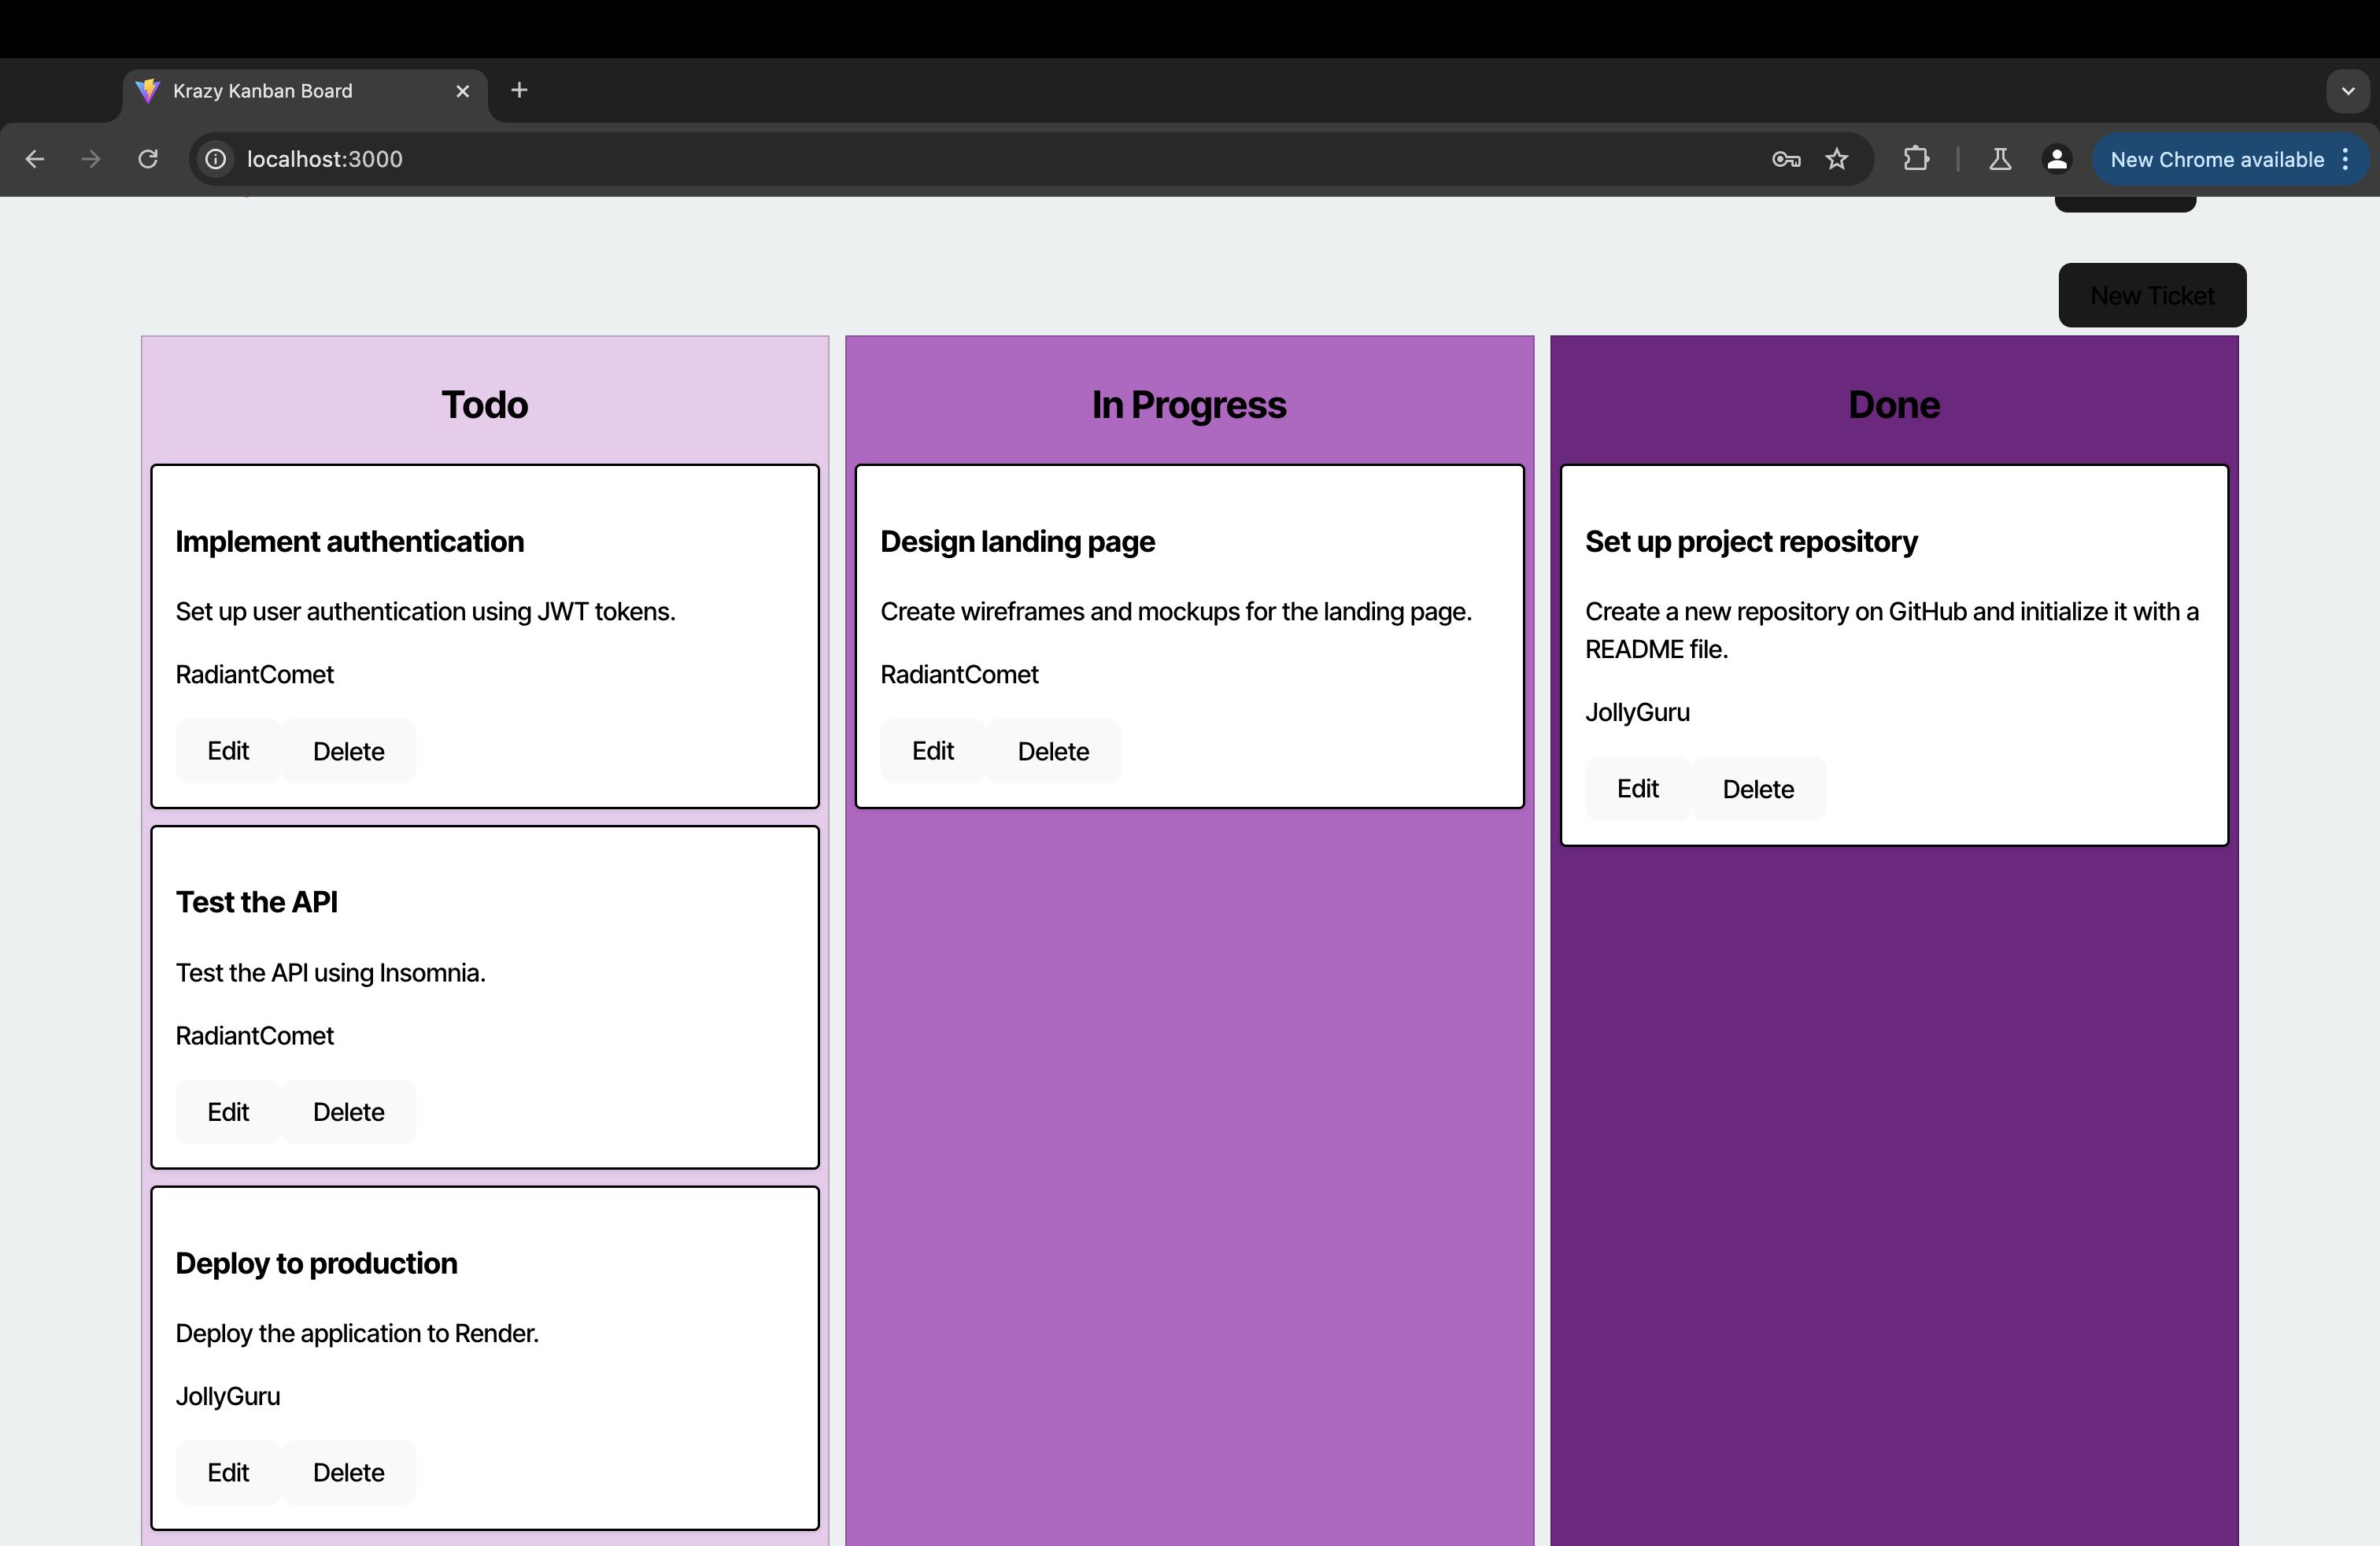 Krazy Kanban Board
localhost:3000
New Chrome available
New Ticket
Todo
Implement authentication
Set up user authentication using JWT tokens.
RadiantComet
Edit
Delete
Test the API
Test the API using Insomnia.
RadiantComet
Edit
Delete
Deploy to production
Deploy the application to Render.
JollyGuru
Edit
Delete
In Progress
Design landing page
Create wireframes and mockups for the landing page.
RadiantComet
Edit
Delete
Done
Set up project repository
Create a new repository on GitHub and initialize it with a
README file.
JollyGuru
Edit
Delete